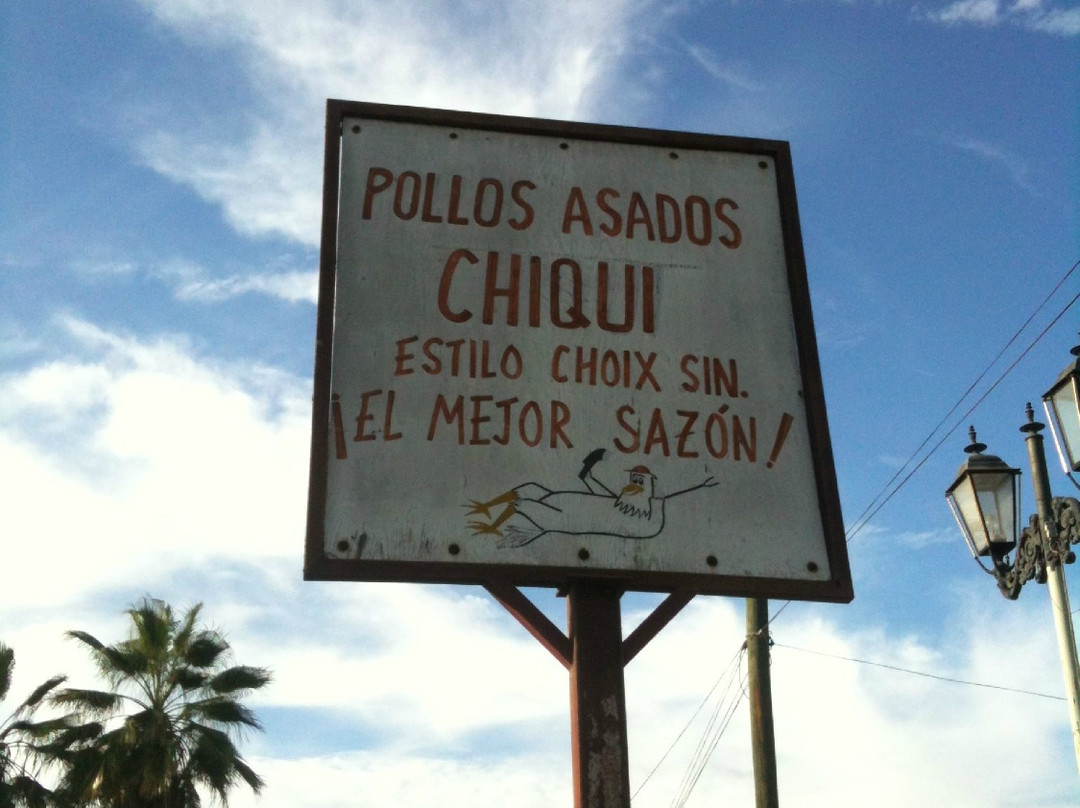 POLLOS ASADOS
CHIQUI
ESTILO CHOIX SIN.
¡EL MEJOR SAZÓN!